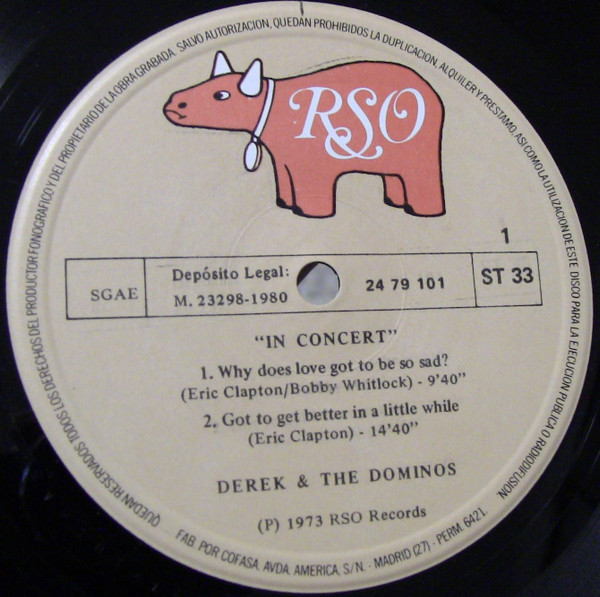 RSO
1
SGAE
Depósito Legal:
M. 23298-1980
24 79 101
ST 33
"IN CONCERT"
1. Why does love got to be so sad?
(Eric Clapton/Bobby Whitlock) - 9'40"
2. Got to get better in a little while
(Eric Clapton) - 14'40"
DEREK & THE DOMINOS
(P) 1973 RSO Records
QUEDAN RESERVADOS TODOS LOS DERECHOS DEL PRODUCTOR FONOGRAFICO Y DEL PROPIETARIO DE LA OBRA GRABADA. SALVO AUTORIZACION, QUEDAN PROHIBIDOS LA DUPLICACION, ALQUILER Y PRESTAMO, ASI COMO LA UTILIZACION DE ESTE DISCO PARA LA EJECUCION PUBLICA O RADIODIFUSION.
FAB. POR COFASA. AVDA. AMERICA, S/N. - MADRID (27) - PERM. 6421.